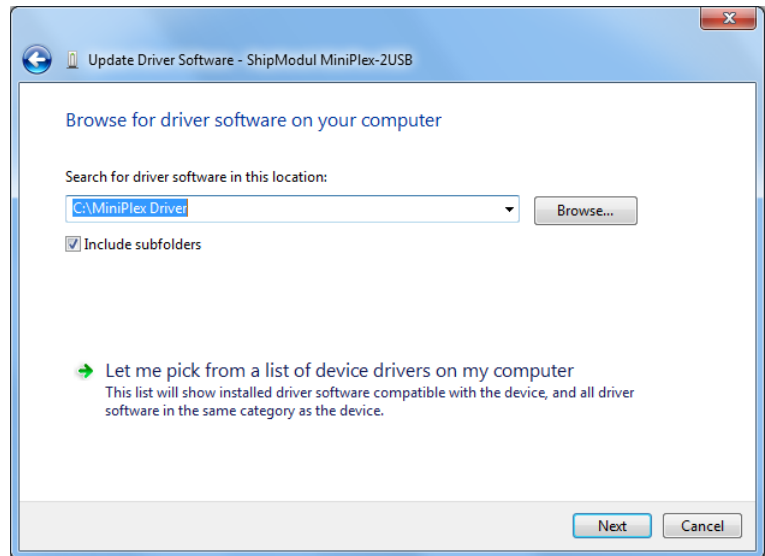 Update Driver Software - ShipModul MiniPlex-2USB
Browse for driver software on your computer
Search for driver software in this location:
C:\MiniPlex Driver
Browse...
Include subfolders
Let me pick from a list of device drivers on my computer
This list will show installed driver software compatible with the device, and all driver
software in the same category as the device.
Next
Cancel